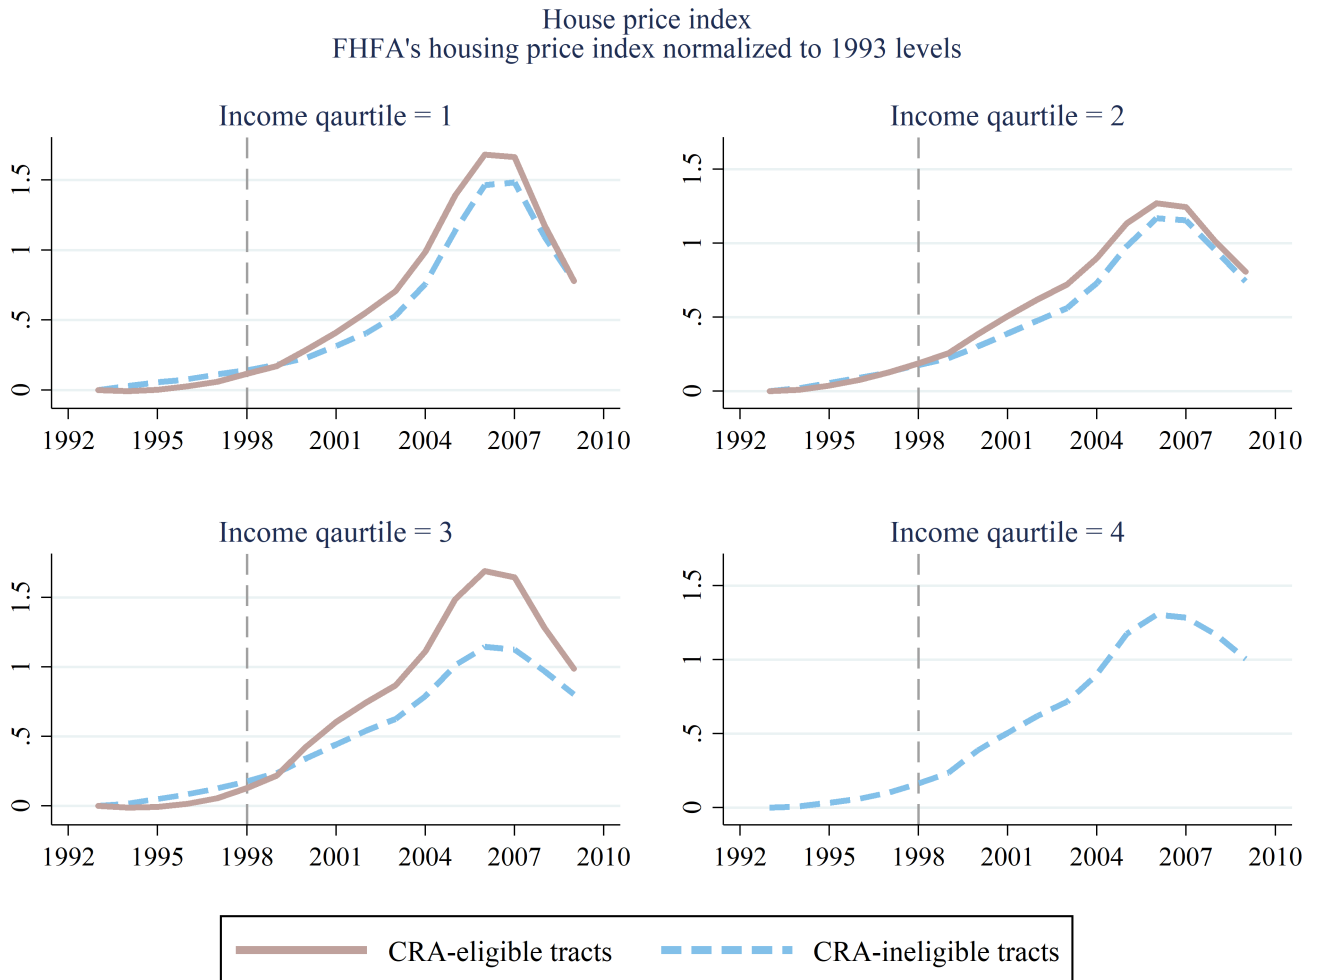 House price index
FHFA's housing price index normalized to 1993 levels
Income qaurtile = 1
1.5
1
.5
0
1992 1995 1998 2001 2004 2007 2010
Income qaurtile = 2
1.5
1
.5
0
1992 1995 1998 2001 2004 2007 2010
Income qaurtile = 3
1.5
1
.5
0
1992 1995 1998 2001 2004 2007 2010
Income qaurtile = 4
1.5
1
.5
0
1992 1995 1998 2001 2004 2007 2010
CRA-eligible tracts CRA-ineligible tracts